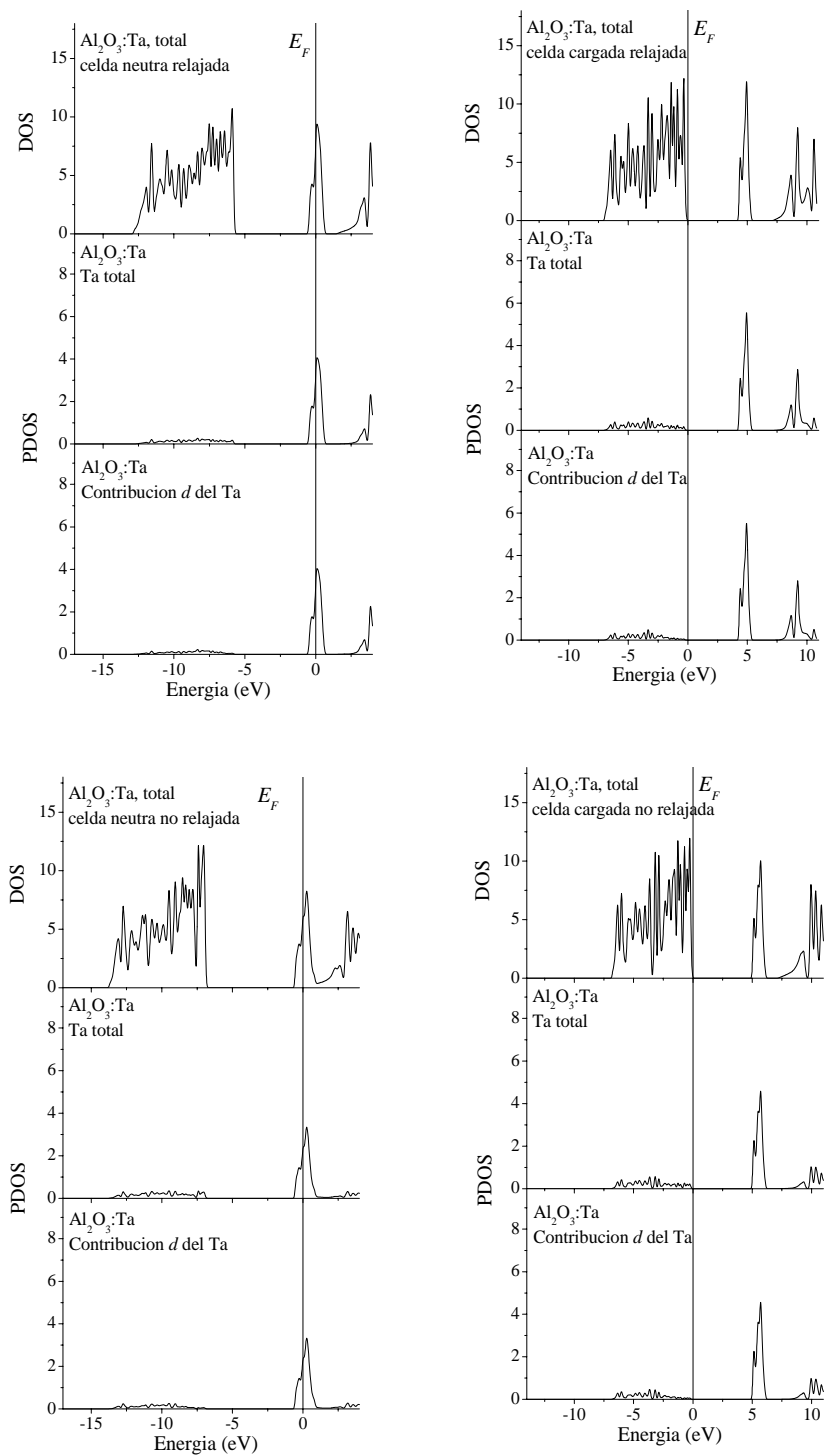 Al₂O₃:Ta, total
celda neutra relajada
E_F
15
10
5
0
DOS
Al₂O₃:Ta
Ta total
8
6
4
2
0
PDOS
Al₂O₃:Ta
Contribucion d del Ta
8
6
4
2
0
-15 -10 -5 0
Energia (eV)
Al₂O₃:Ta, total
celda cargada relajada
E_F
15
10
5
0
DOS
Al₂O₃:Ta
Ta total
8
6
4
2
0
PDOS
Al₂O₃:Ta
Contribucion d del Ta
8
6
4
2
0
-10 -5 0 5 10
Energia (eV)
Al₂O₃:Ta, total
celda neutra no relajada
E_F
15
10
5
0
DOS
Al₂O₃:Ta
Ta total
8
6
4
2
0
PDOS
Al₂O₃:Ta
Contribucion d del Ta
8
6
4
2
0
-15 -10 -5 0
Energia (eV)
Al₂O₃:Ta, total
celda cargada no relajada
E_F
15
10
5
0
DOS
Al₂O₃:Ta
Ta total
8
6
4
2
0
PDOS
Al₂O₃:Ta
Contribucion d del Ta
8
6
4
2
0
-10 -5 0 5 10
Energia (eV)